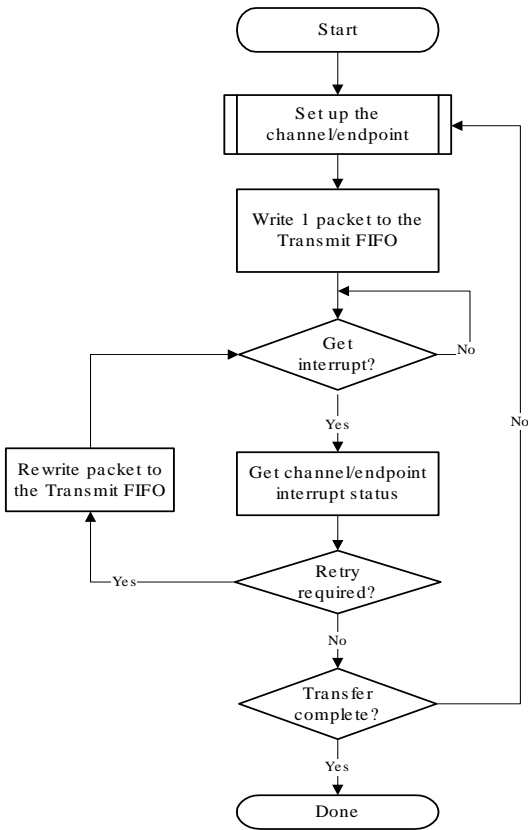 Start
Set up the
channel/endpoint
Write 1 packet to the
Transmit FIFO
Get
interrupt?
No
Yes
No
Rewrite packet to
the Transmit FIFO
Get channel/endpoint
interrupt status
Retry
required?
Yes
No
Transfer
complete?
Yes
Done